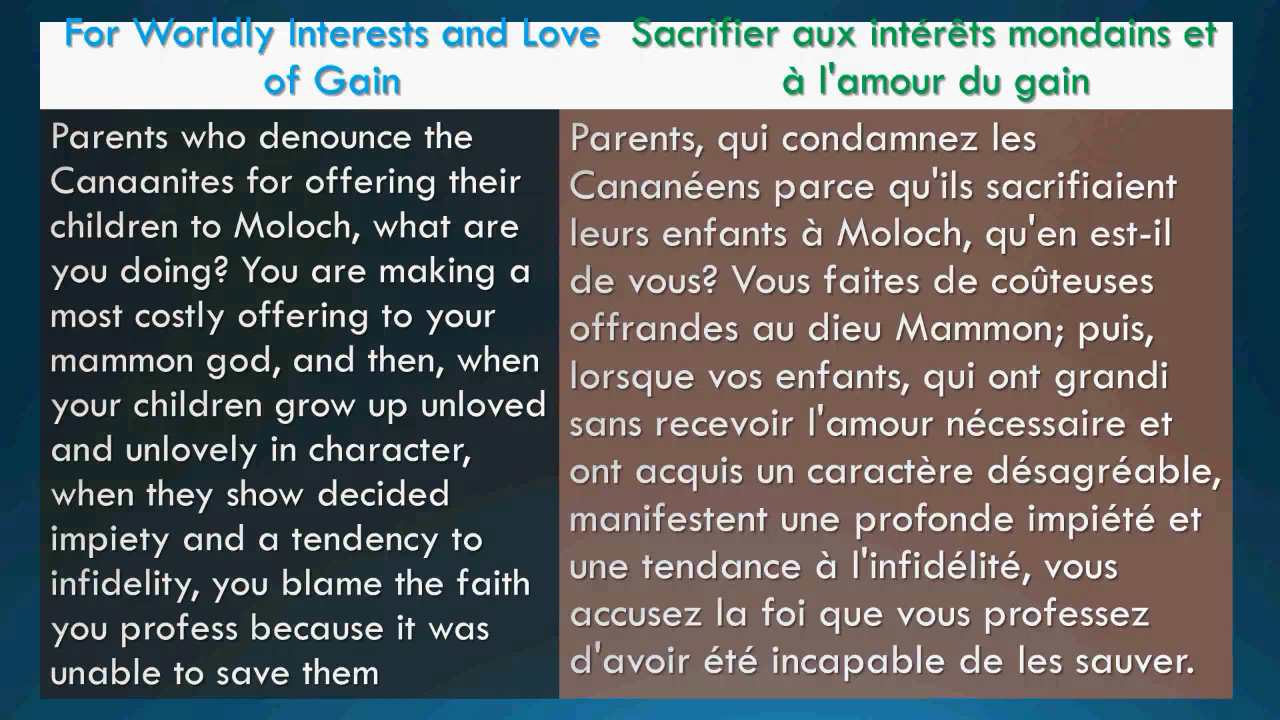 For Worldly Interests and Love
of Gain
Parents who denounce the
Canaanites for offering their
children to Moloch, what are
you doing? You are making a
most costly offering to your
mammon god, and then, when
your children grow up unloved
and unlovely in character,
when they show decided
impiety and a tendency to
infidelity, you blame the faith
you profess because it was
unable to save them
Sacrifier aux intérêts mondains et
à l'amour du gain
Parents, qui condamnez les
Cananéens parce qu'ils sacrifiaient
leurs enfants à Moloch, qu'en est-il
de vous? Vous faites de coûteuses
offrandes au dieu Mammon; puis,
lorsque vos enfants, qui ont grandi
sans recevoir l'amour nécessaire et
ont acquis un caractère désagréable,
manifestent une profonde impiété et
une tendance à l'infidélité, vous
accusez la foi que vous professez
d'avoir été incapable de les sauver.